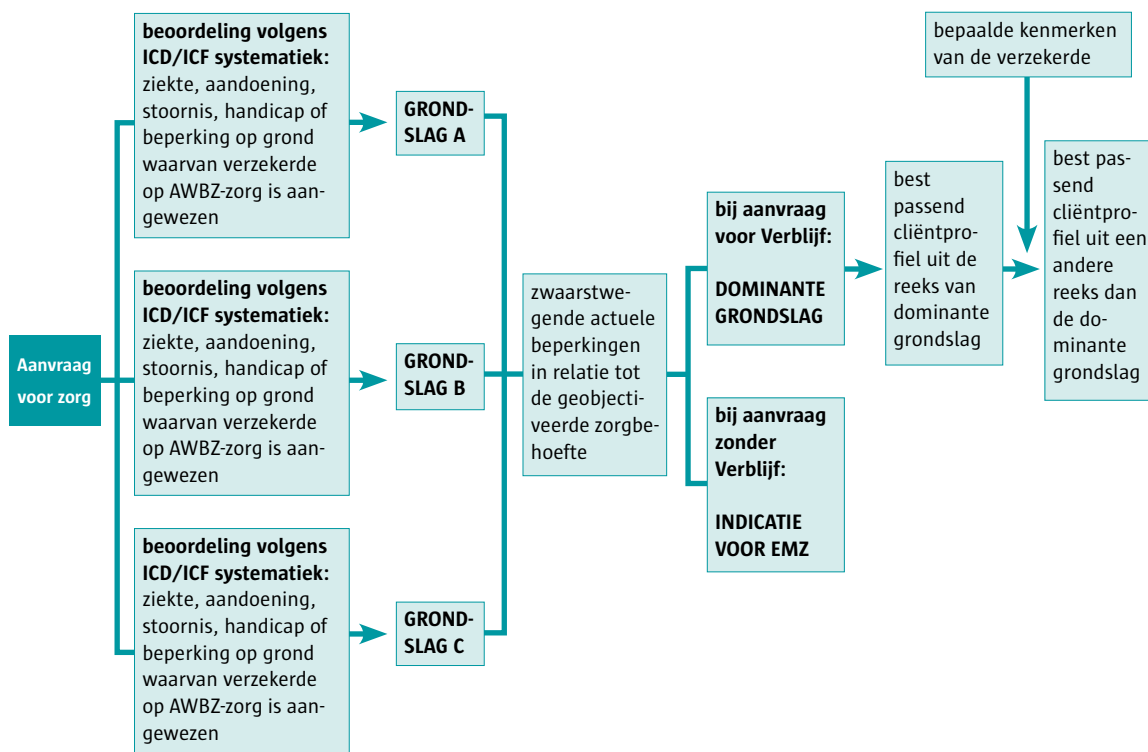 Aanvraag
voor zorg
beoordeling volgens
ICD/ICF systematiek:
ziekte, aandoening,
stoornis, handicap of
beperking op grond
waarvan verzekerde
op AWBZ-zorg is aan-
gewezen
GROND-
SLAG A
beoordeling volgens
ICD/ICF systematiek:
ziekte, aandoening,
stoornis, handicap of
beperking op grond
waarvan verzekerde
op AWBZ-zorg is aan-
gewezen
GROND-
SLAG B
beoordeling volgens
ICD/ICF systematiek:
ziekte, aandoening,
stoornis, handicap of
beperking op grond
waarvan verzekerde
op AWBZ-zorg is aan-
gewezen
GROND-
SLAG C
zwaarstwe-
gende actuele
beperkingen
in relatie tot
de geobjecti-
veerde zorgbe-
hoefte
bij aanvraag
voor Verblijf:
DOMINANTE
GRONDSLAG
bij aanvraag
zonder
Verblijf:
INDICATIE
VOOR EMZ
best
passend
cliëntpro-
fiel uit de
reeks van
dominante
grondslag
bepaalde kenmerken
van de verzekerde
best pas-
send
cliëntpro-
fiel uit een
andere
reeks dan
de do-
minante
grondslag